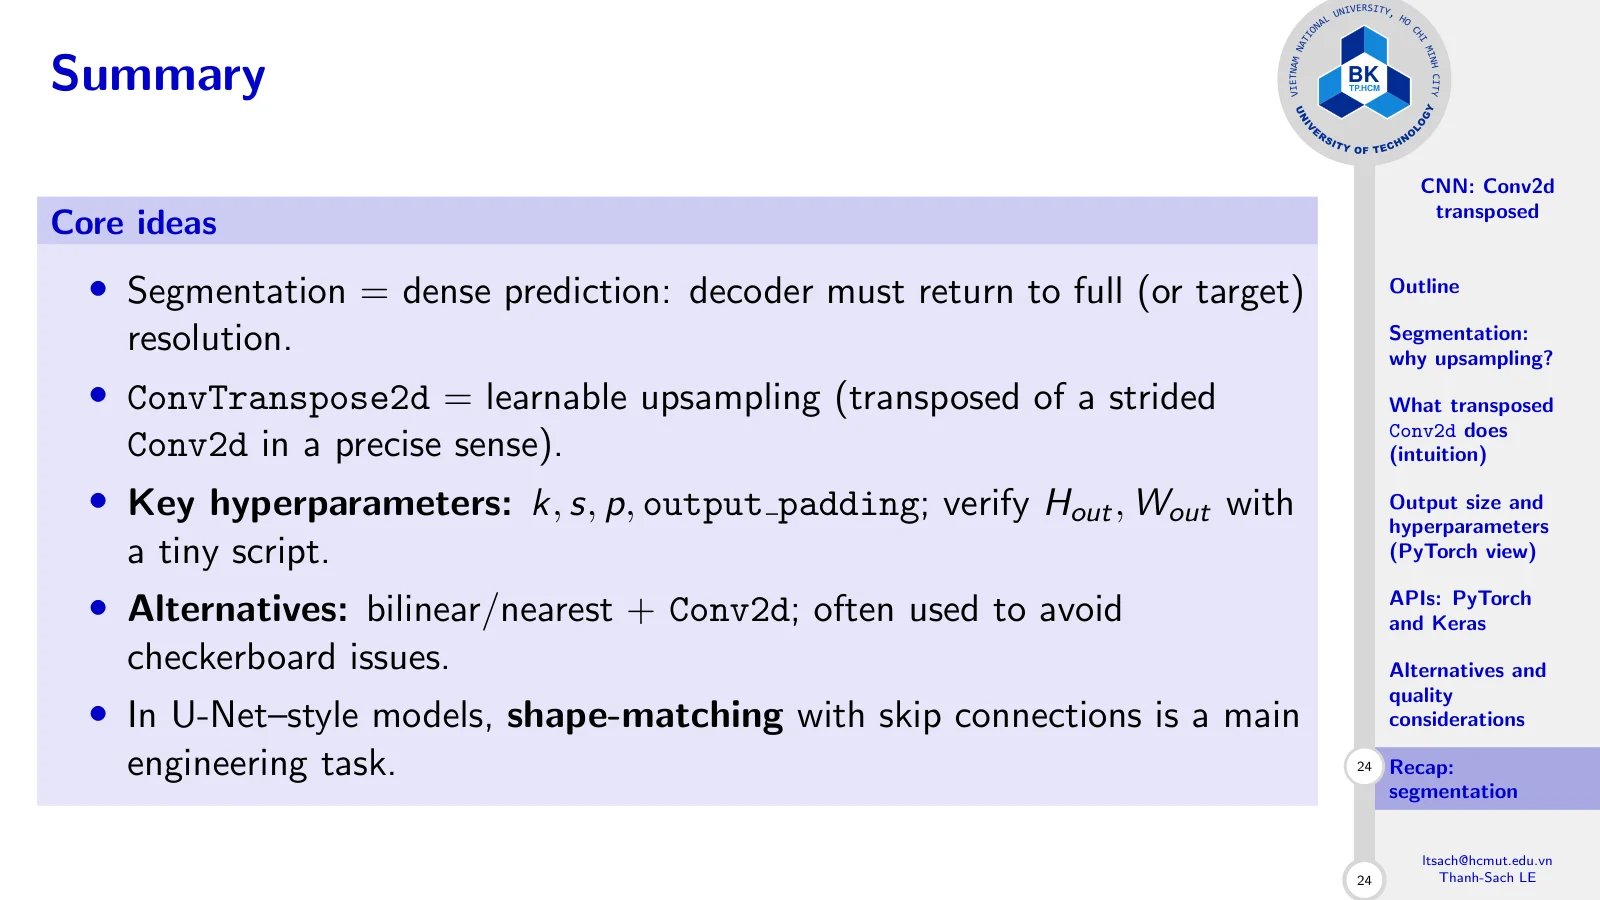 Summary
Core ideas
• Segmentation = dense prediction: decoder must return to full (or target)
resolution.
• ConvTranspose2d = learnable upsampling (transposed of a strided
Conv2d in a precise sense).
• Key hyperparameters: k, s, p, output_padding; verify H_out, W_out with
a tiny script.
• Alternatives: bilinear/nearest + Conv2d; often used to avoid
checkerboard issues.
• In U-Net–style models, shape-matching with skip connections is a main
engineering task.
VIETNAM NATIONAL UNIVERSITY, HO CHI MINH CITY
BK
TP.HCM
UNIVERSITY OF TECHNOLOGY
CNN: Conv2d
transposed
Outline
Segmentation:
why upsampling?
What transposed
Conv2d does
(intuition)
Output size and
hyperparameters
(PyTorch view)
APIs: PyTorch
and Keras
Alternatives and
quality
considerations
24
Recap:
segmentation
ltsach@hcmut.edu.vn
Thanh-Sach LE
24